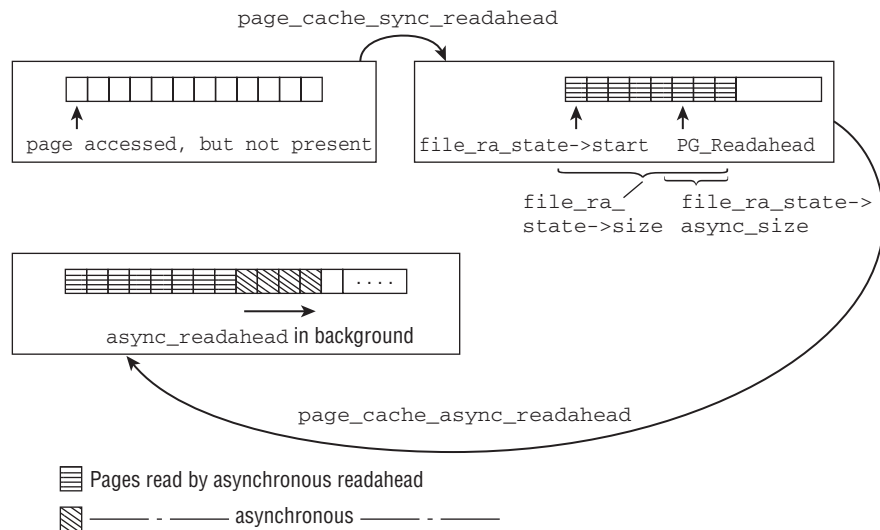 page_cache_sync_readahead
page accessed, but not present
file_ra_state->start
PG_Readahead
file_ra_
state->size
file_ra_state->
async_size
....
async_readahead in background
page_cache_async_readahead
Pages read by asynchronous readahead
asynchronous